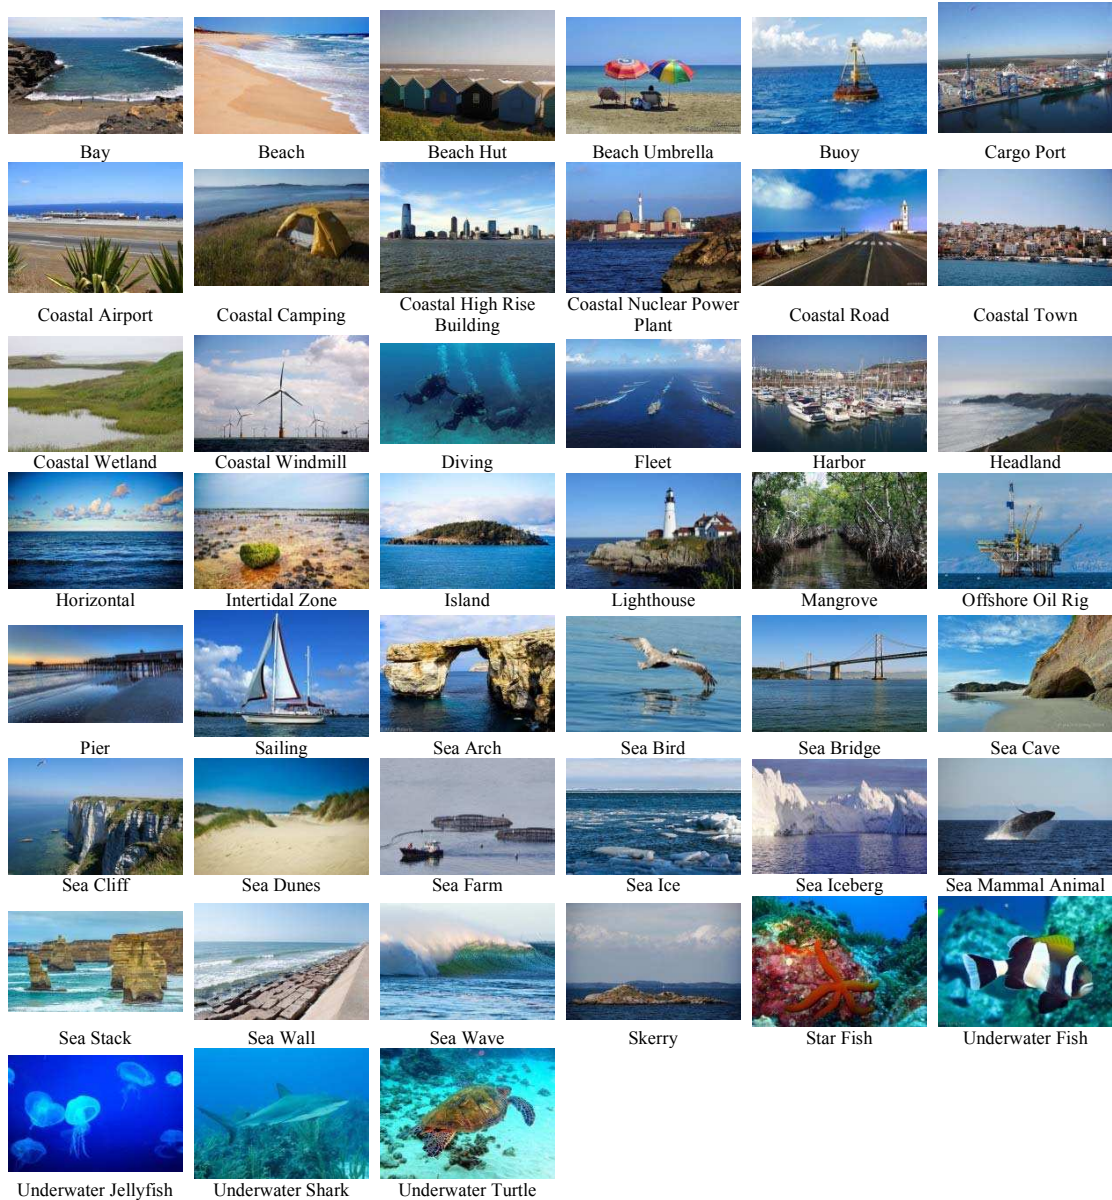 Bay
Beach
Beach Hut
Beach Umbrella
Buoy
Cargo Port
Coastal Airport
Coastal Camping
Coastal High Rise
Building
Coastal Nuclear Power
Plant
Coastal Road
Coastal Town
Coastal Wetland
Coastal Windmill
Diving
Fleet
Harbor
Headland
Horizontal
Intertidal Zone
Island
Lighthouse
Mangrove
Offshore Oil Rig
Pier
Sailing
Sea Arch
Sea Bird
Sea Bridge
Sea Cave
Sea Cliff
Sea Dunes
Sea Farm
Sea Ice
Sea Iceberg
Sea Mammal Animal
Sea Stack
Sea Wall
Sea Wave
Skerry
Star Fish
Underwater Fish
Underwater Jellyfish
Underwater Shark
Underwater Turtle